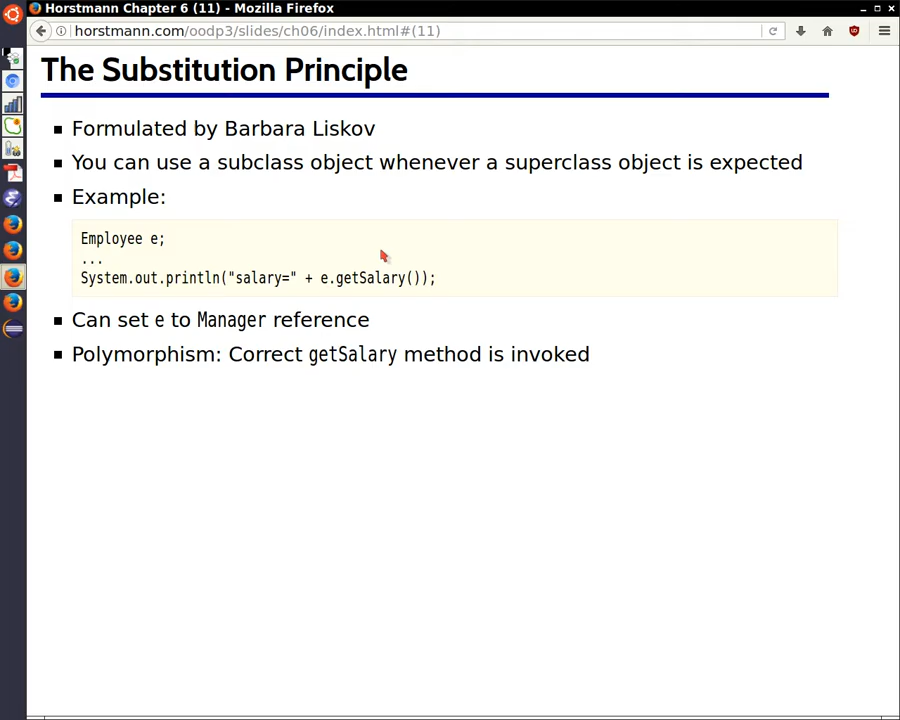 Horstmann Chapter 6 (11) - Mozilla Firefox
horstmann.com/oodp3/slides/ch06/index.html#(11)
The Substitution Principle
Formulated by Barbara Liskov
You can use a subclass object whenever a superclass object is expected
Example:
Employee e;
...
System.out.println("salary=" + e.getSalary());
Can set e to Manager reference
Polymorphism: Correct getSalary method is invoked